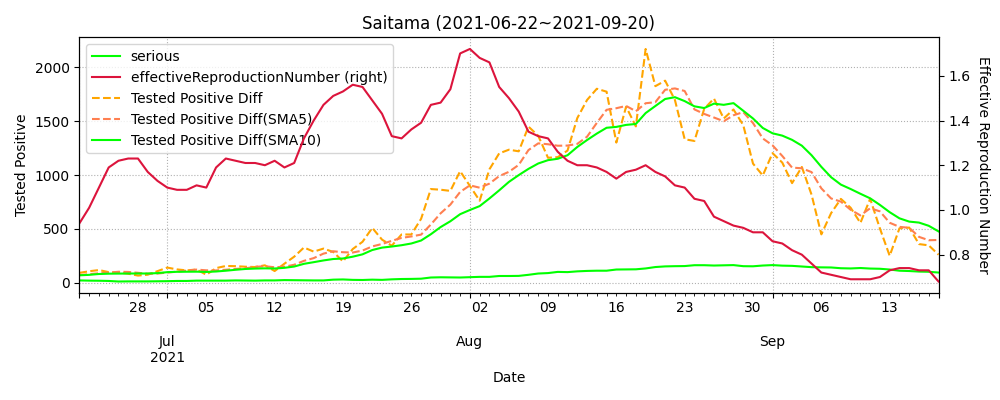 Saitama (2021-06-22~2021-09-20)
serious
effectiveReproductionNumber (right)
Tested Positive Diff
Tested Positive Diff(SMA5)
Tested Positive Diff(SMA10)
Tested Positive
2000
1500
1000
500
0
Effective Reproduction Number
1.6
1.4
1.2
1.0
0.8
28 05 12 19 26 02 09 16 23 30 06 13
Jul Aug Sep
2021
Date